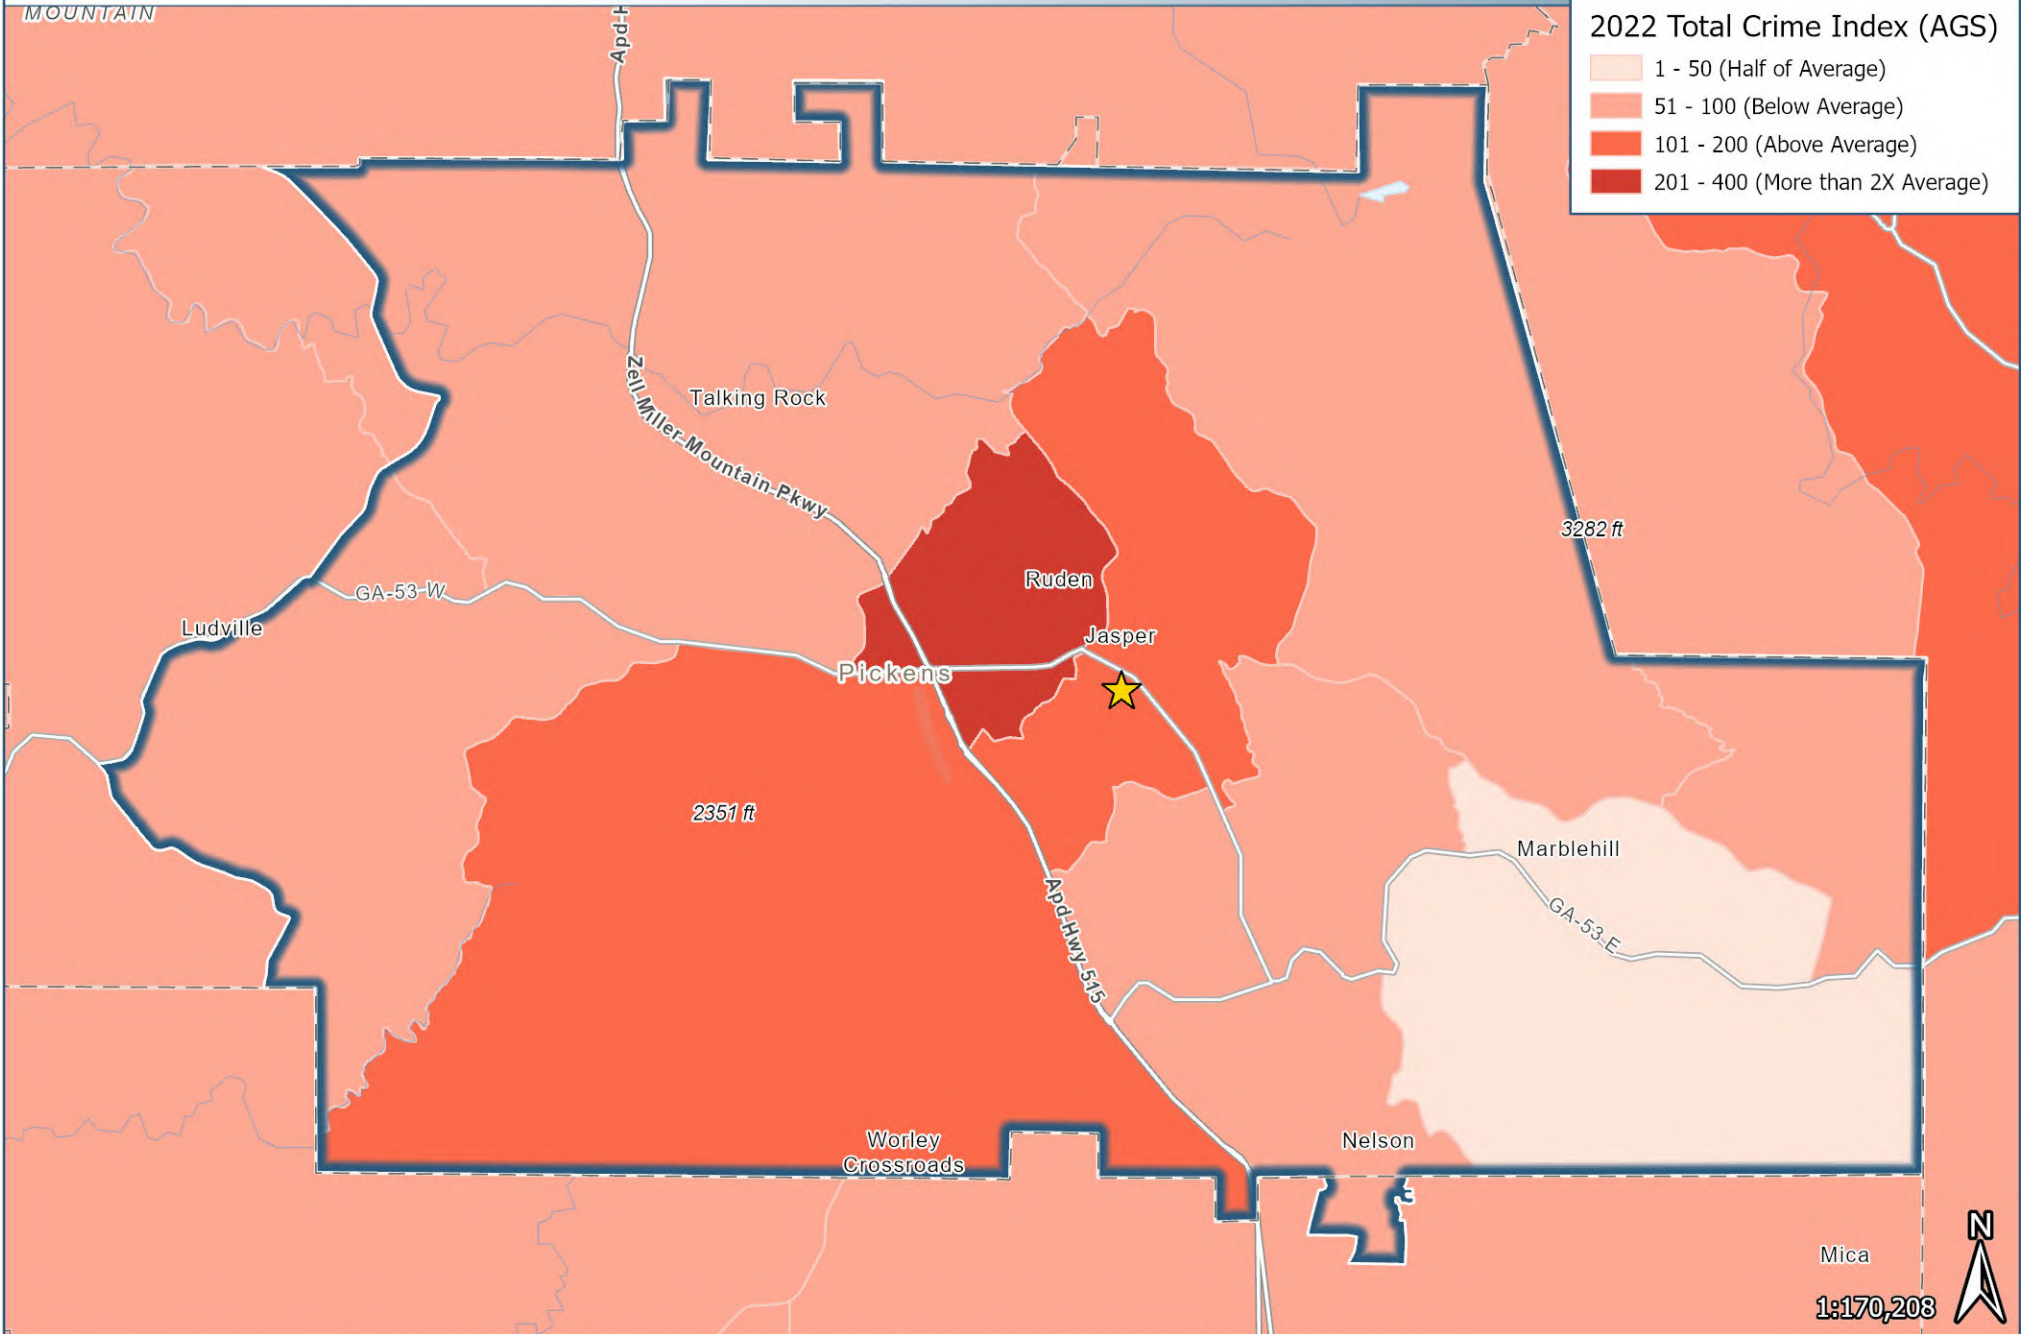 MOUNTAIN
Apd-H
2022 Total Crime Index (AGS)
1 - 50 (Half of Average)
51 - 100 (Below Average)
101 - 200 (Above Average)
201 - 400 (More than 2X Average)
Zell-Miller-Mountain-Pkwy
Talking Rock
3282 ft
Ruden
GA-53-W
Ludville
Jasper
Pickens
2351 ft
Marblehill
GA-53-E
Apd-Hwy-515
Worley
Crossroads
Nelson
N
Mica
1:170,208